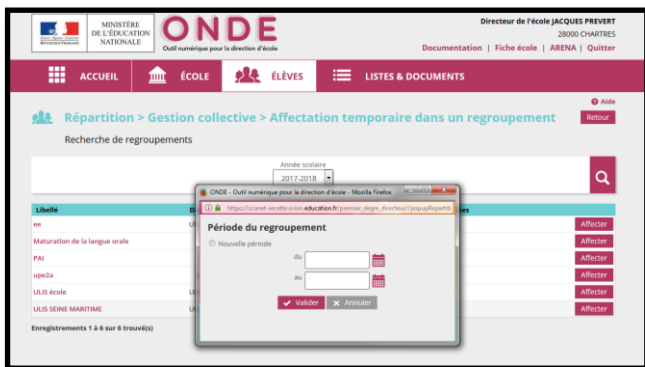 MINISTÈRE
DE L'ÉDUCATION
NATIONALE
ONDE
Outil numérique pour la direction d'école
Directeur de l'école JACQUES PREVERT
28000 CHARTRES
Documentation | Fiche école | ARENA | Quitter
ACCUEIL ÉCOLE ÉLÈVES LISTES & DOCUMENTS
Aide
Répartition > Gestion collective > Affectation temporaire dans un regroupement Retour
Recherche de regroupements
Année scolaire
2017-2018
ONDE - Outil numérique pour la direction d'école - Mozilla Firefox
https://sconet-recette.orion.education.fr/premier_degre_directeur//popupRepartiti
Libellé
ee Affecter
Période du regroupement
Maturation de la langue orale Affecter
Nouvelle période
PAI Affecter
du
upe2a Affecter
au
ULIS école Affecter
Valider Annuler
ULIS SEINE MARITIME Affecter
Enregistrements 1 à 6 sur 6 trouvé(s)